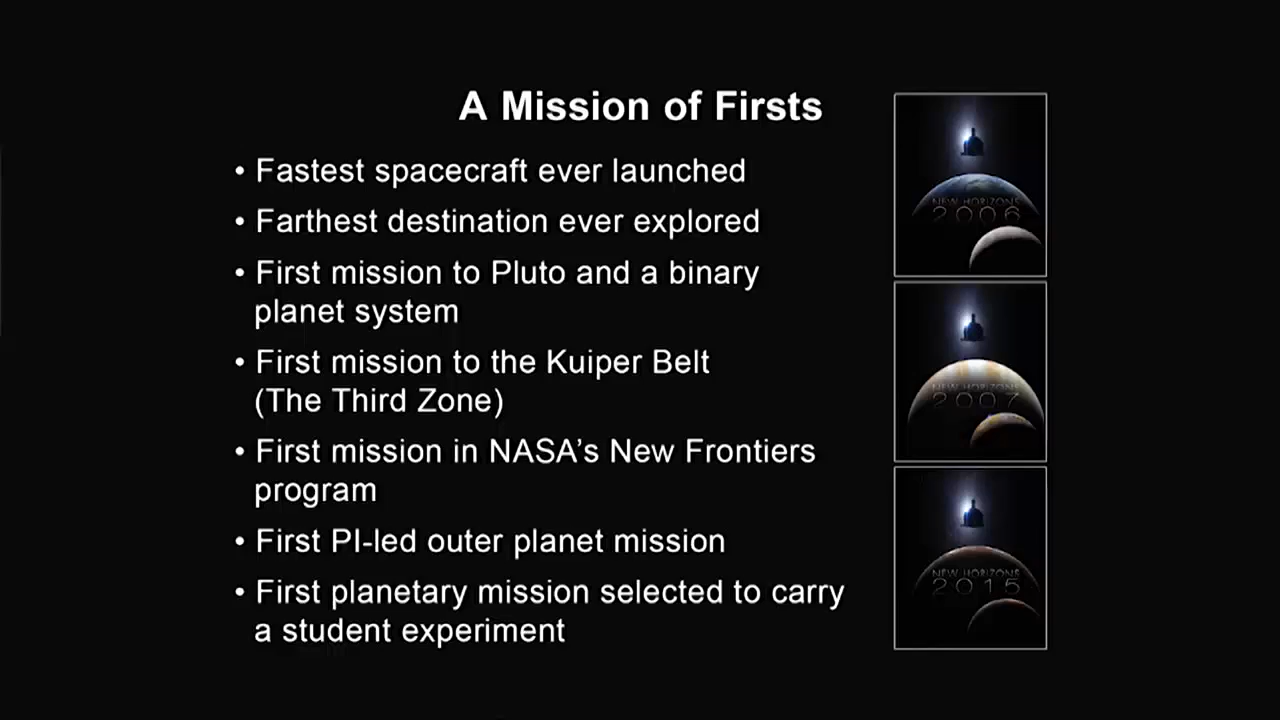 A Mission of Firsts
• Fastest spacecraft ever launched
• Farthest destination ever explored
• First mission to Pluto and a binary
planet system
• First mission to the Kuiper Belt
(The Third Zone)
• First mission in NASA’s New Frontiers
program
• First PI-led outer planet mission
• First planetary mission selected to carry
a student experiment
NEW HORIZONS
2006
NEW HORIZONS
2007
NEW HORIZONS
2015